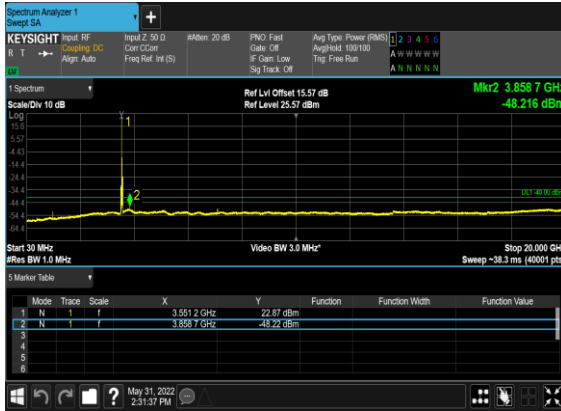 Spectrum Analyzer 1
Swept SA
+
KEYSIGHT Input: RF Input Z: 50 Ω #Atten: 20 dB PNO: Fast Avg Type: Power (RMS) 1 2 3 4 5 6
R T Coupling: DC Corr CCorr Gate: Off Avg|Hold: 100/100 A W W W W W
Align: Auto Freq Ref: Int (S) IF Gain: Low Trig: Free Run
Sig Track: Off A N N N N N
1 Spectrum Ref Lvl Offset 15.57 dB Mkr2 3.858 7 GHz
Scale/Div 10 dB Ref Level 25.57 dBm -48.216 dBm
Log
15.6
5.57
-4.43
-14.4
-24.4
-34.4
-44.4
-54.4
-64.4
1
2
DL1 -40.00 dBm
Start 30 MHz Video BW 3.0 MHz* Stop 20.000 GHz
#Res BW 1.0 MHz Sweep ~38.3 ms (40001 pts)
5 Marker Table
Mode Trace Scale X Y Function Function Width Function Value
1 N 1 f 3.551 2 GHz 22.87 dBm
2 N 1 f 3.858 7 GHz -48.22 dBm
3
4
5
6
? May 31, 2022
2:31:37 PM